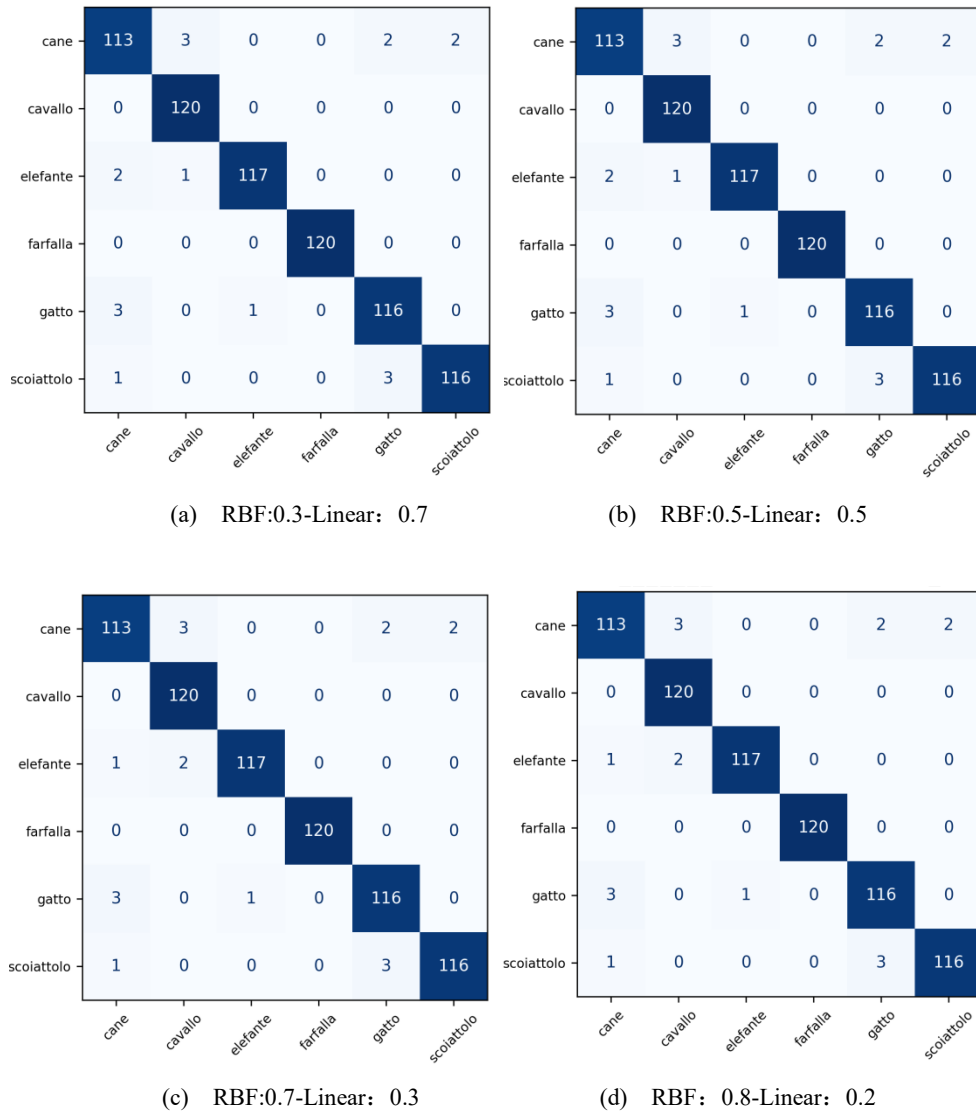 cane 113 3 0 0 2 2
cavallo 0 120 0 0 0 0
elefante 2 1 117 0 0 0
farfalla 0 0 0 120 0 0
gatto 3 0 1 0 116 0
scoiattolo 1 0 0 0 3 116
cane cavallo elefante farfalla gatto scoiattolo
(a) RBF:0.3-Linear：0.7
cane 113 3 0 0 2 2
cavallo 0 120 0 0 0 0
elefante 2 1 117 0 0 0
farfalla 0 0 0 120 0 0
gatto 3 0 1 0 116 0
scoiattolo 1 0 0 0 3 116
cane cavallo elefante farfalla gatto scoiattolo
(b) RBF:0.5-Linear：0.5
cane 113 3 0 0 2 2
cavallo 0 120 0 0 0 0
elefante 1 2 117 0 0 0
farfalla 0 0 0 120 0 0
gatto 3 0 1 0 116 0
scoiattolo 1 0 0 0 3 116
cane cavallo elefante farfalla gatto scoiattolo
(c) RBF:0.7-Linear：0.3
cane 113 3 0 0 2 2
cavallo 0 120 0 0 0 0
elefante 1 2 117 0 0 0
farfalla 0 0 0 120 0 0
gatto 3 0 1 0 116 0
scoiattolo 1 0 0 0 3 116
cane cavallo elefante farfalla gatto scoiattolo
(d) RBF：0.8-Linear：0.2